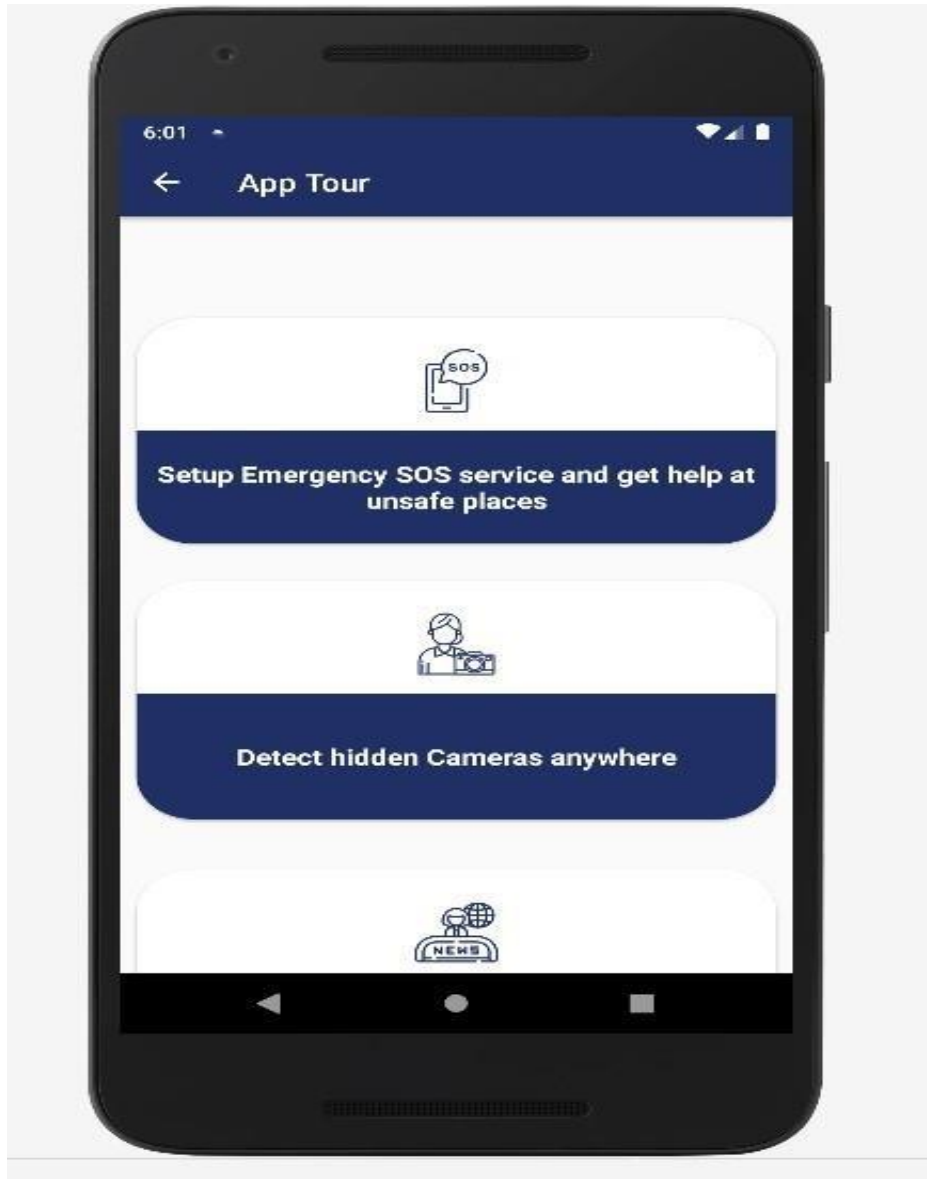 6:01
App Tour
SOS
Setup Emergency SOS service and get help at
unsafe places
Detect hidden Cameras anywhere
NEWS